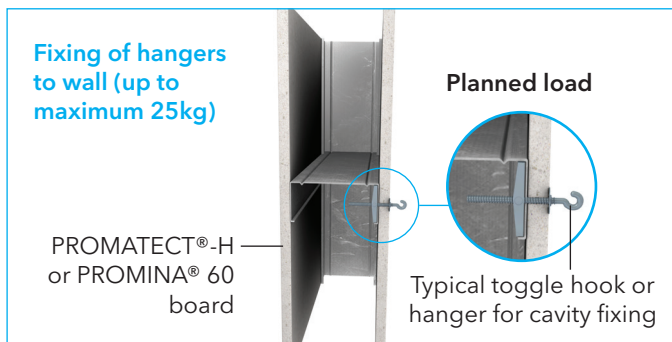 Fixing of hangers
to wall (up to
maximum 25kg)
Planned load
PROMATECT®-H
or PROMINA® 60
board
Typical toggle hook or
hanger for cavity fixing